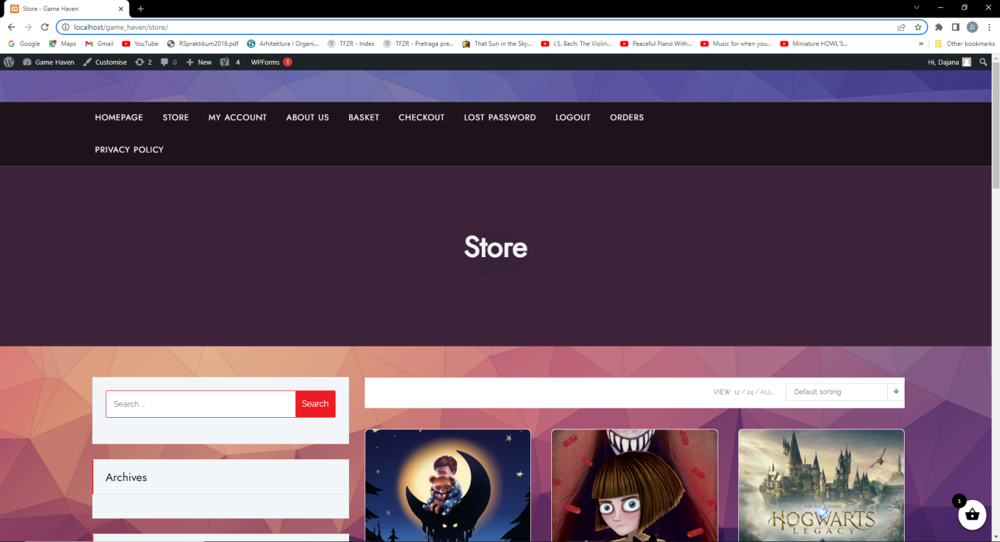 Store - Game Haven
localhost/game_haven/store/
Google Maps Gmail YouTube RSpraktikum2016.pdf Arhitektura I Organi... TFZR - Index TFZR - Pretraga pre... That Sun in the Sky... J.S. Bach: The Violin... Peaceful Piano With... Music for when you... Miniature HOWL'S... » Other bookmarks
Game Haven Customise 2 0 New 4 WPForms 1 Hi, Dajana
HOMEPAGE STORE MY ACCOUNT ABOUT US BASKET CHECKOUT LOST PASSWORD LOGOUT ORDERS
PRIVACY POLICY
Store
Search … Search
VIEW 12 / 24 / ALL: Default sorting
Archives
HOGWARTS
LEGACY
1